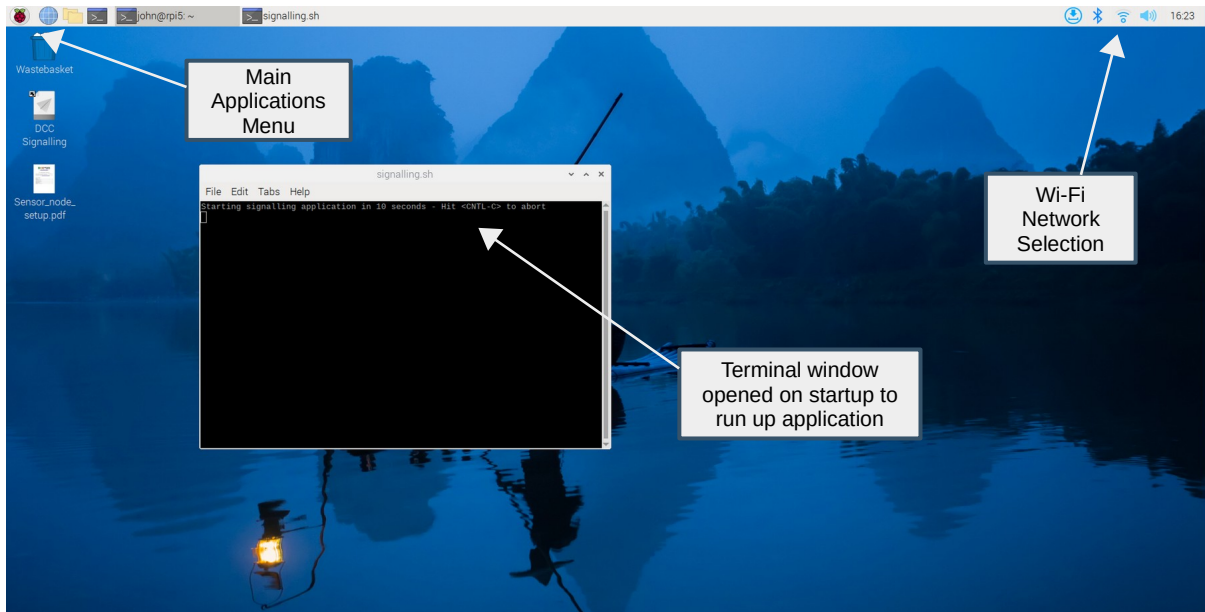 john@rpi5: ~
signalling.sh
16:23
Wastebasket
DCC
Signalling
Sensor_node_
setup.pdf
Main
Applications
Menu
signalling.sh
File Edit Tabs Help
Starting signalling application in 10 seconds - Hit <CNTL-C> to abort
Wi-Fi
Network
Selection
Terminal window
opened on startup to
run up application